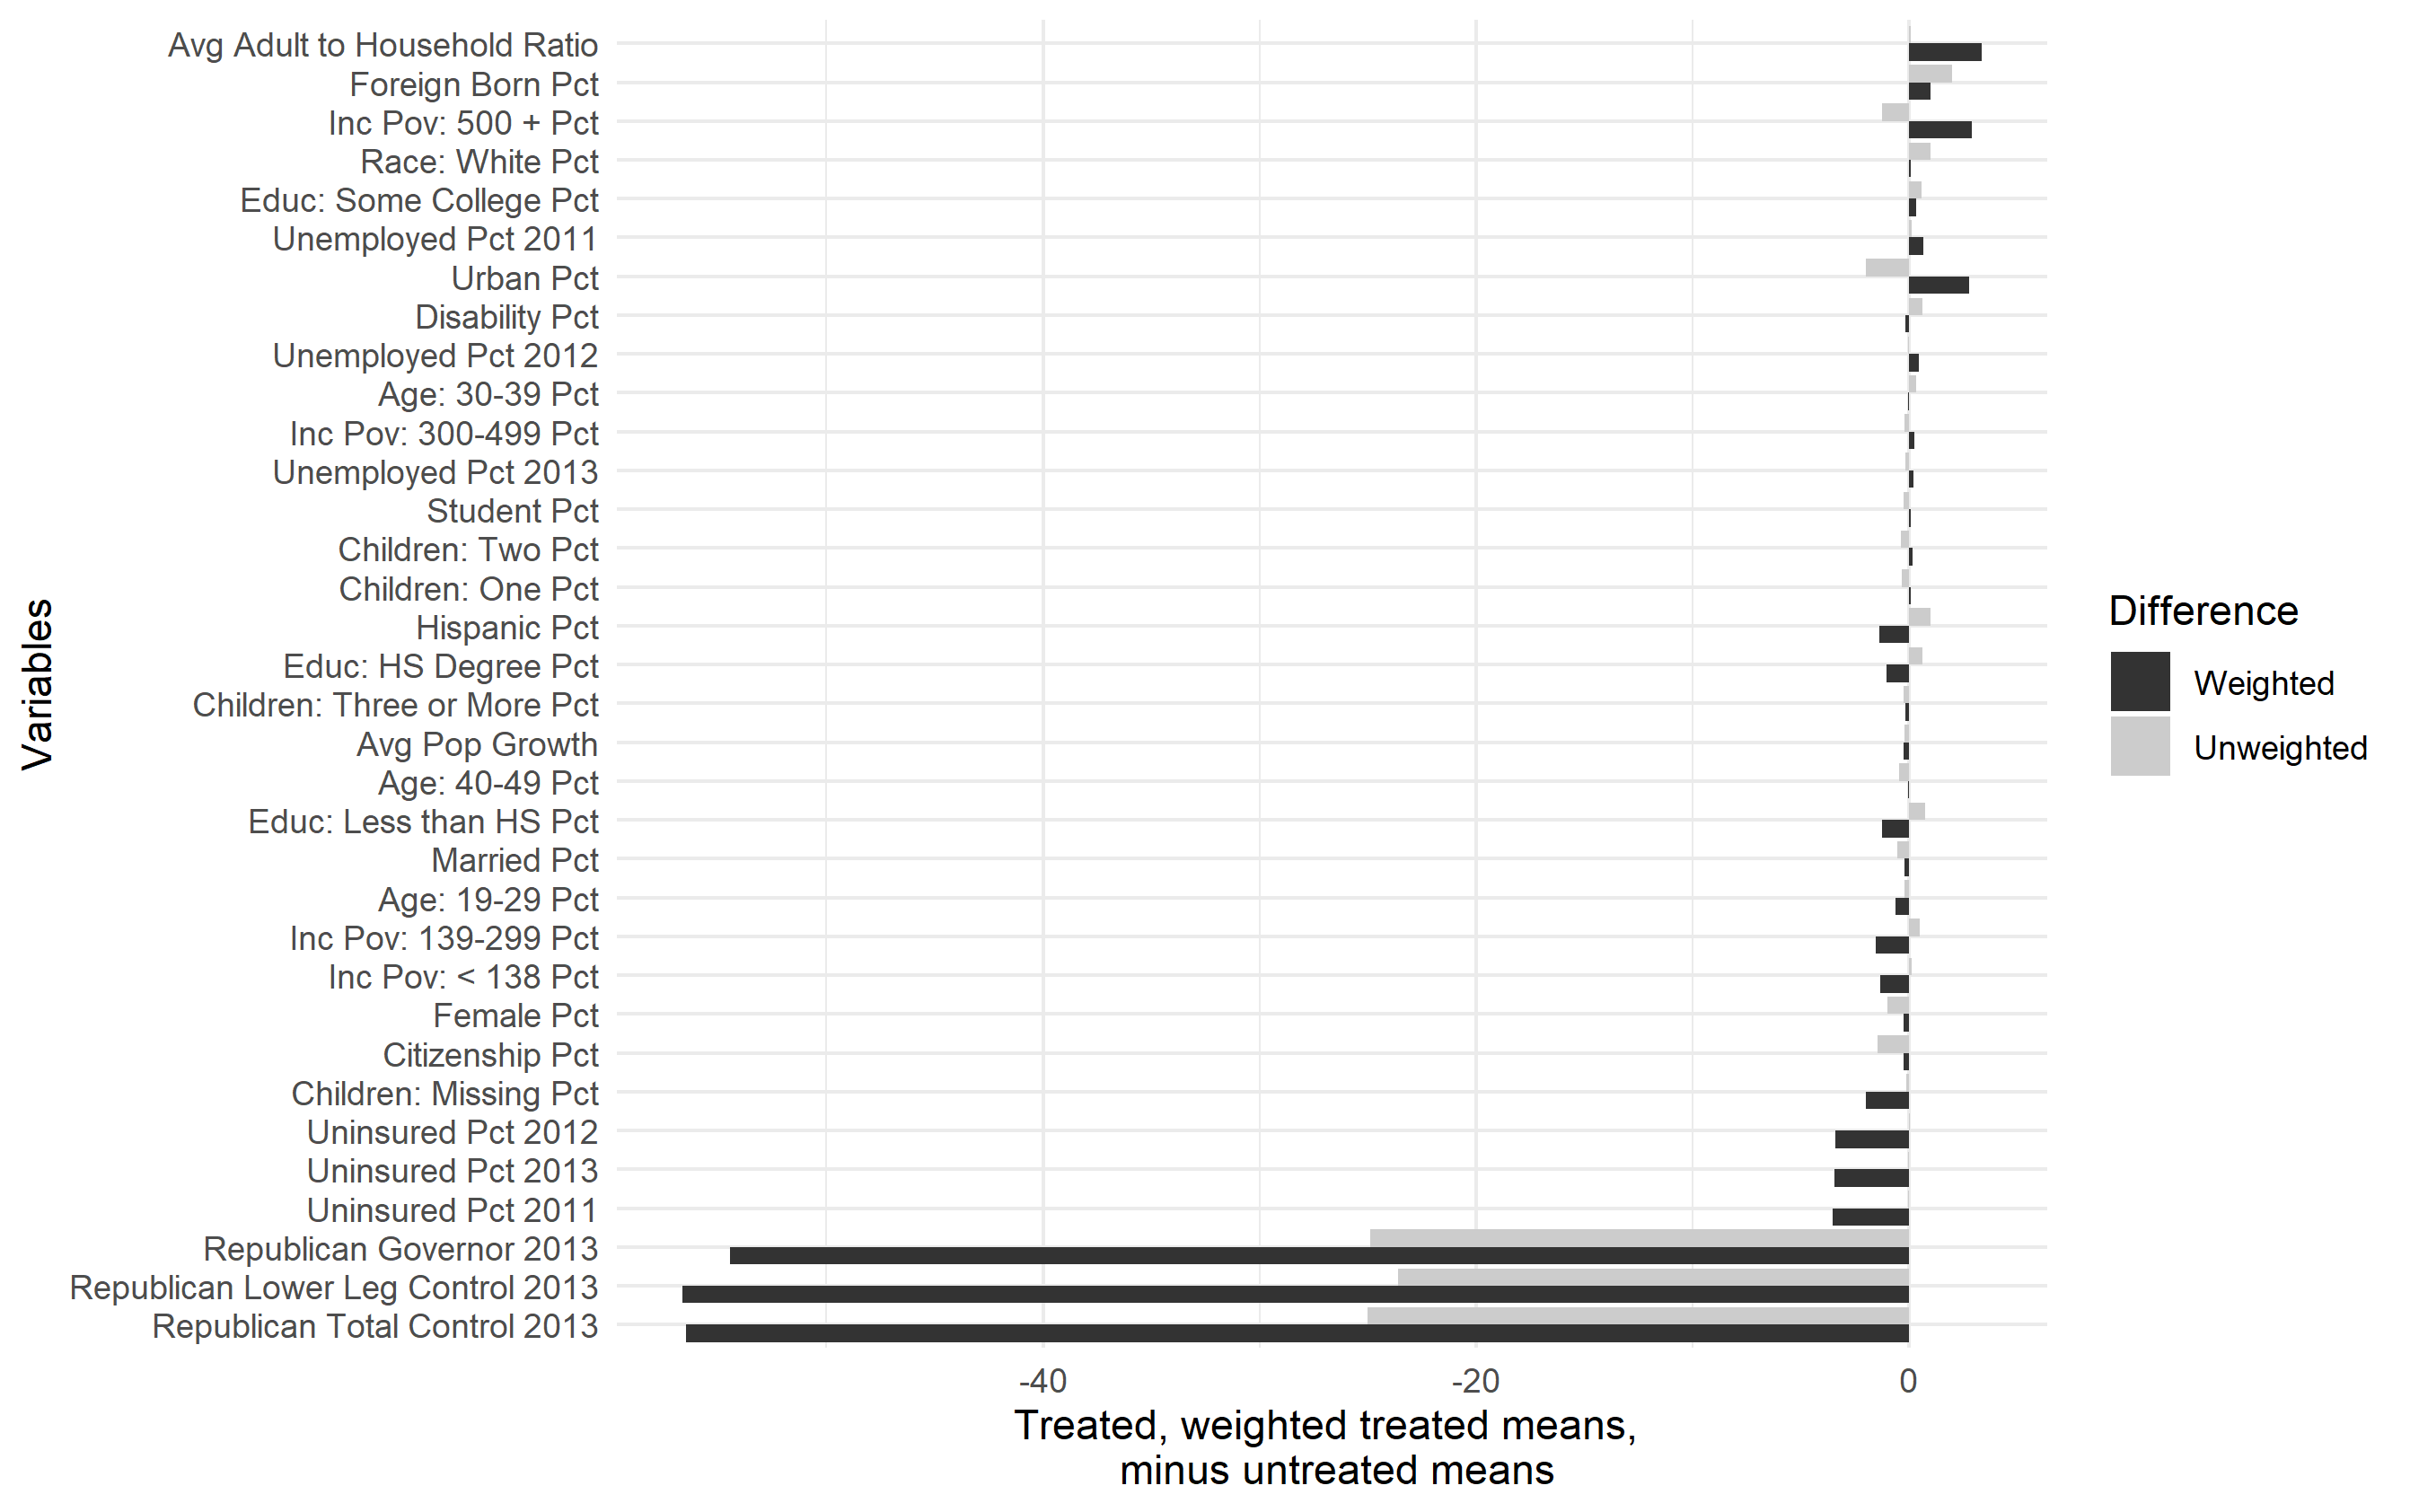 Avg Adult to Household Ratio
Foreign Born Pct
Inc Pov: 500 + Pct
Race: White Pct
Educ: Some College Pct
Unemployed Pct 2011
Urban Pct
Disability Pct
Unemployed Pct 2012
Age: 30-39 Pct
Inc Pov: 300-499 Pct
Unemployed Pct 2013
Student Pct
Children: Two Pct
Children: One Pct
Hispanic Pct
Educ: HS Degree Pct
Children: Three or More Pct
Avg Pop Growth
Age: 40-49 Pct
Educ: Less than HS Pct
Married Pct
Age: 19-29 Pct
Inc Pov: 139-299 Pct
Inc Pov: < 138 Pct
Female Pct
Citizenship Pct
Children: Missing Pct
Uninsured Pct 2012
Uninsured Pct 2013
Uninsured Pct 2011
Republican Governor 2013
Republican Lower Leg Control 2013
Republican Total Control 2013
Variables
-40
-20
0
Treated, weighted treated means,
minus untreated means
Difference
Weighted
Unweighted